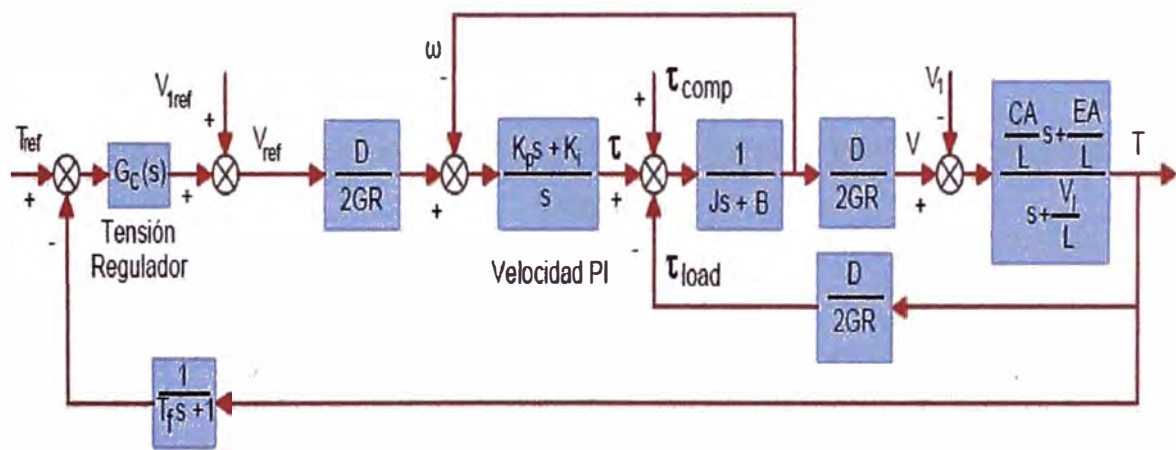 ω
-
V1ref
+
τcomp
+
V1
-
Tref
+
-
GC(s)
+
Vref
D
2GR
+
Kps + Ki
s
τ
+
-
1
Js + B
D
2GR
V
+
CA
L
s+
EA
L
s+
Vi
L
T
Tensión
Regulador
Velocidad PI
τload
D
2GR
1
Tfs +1